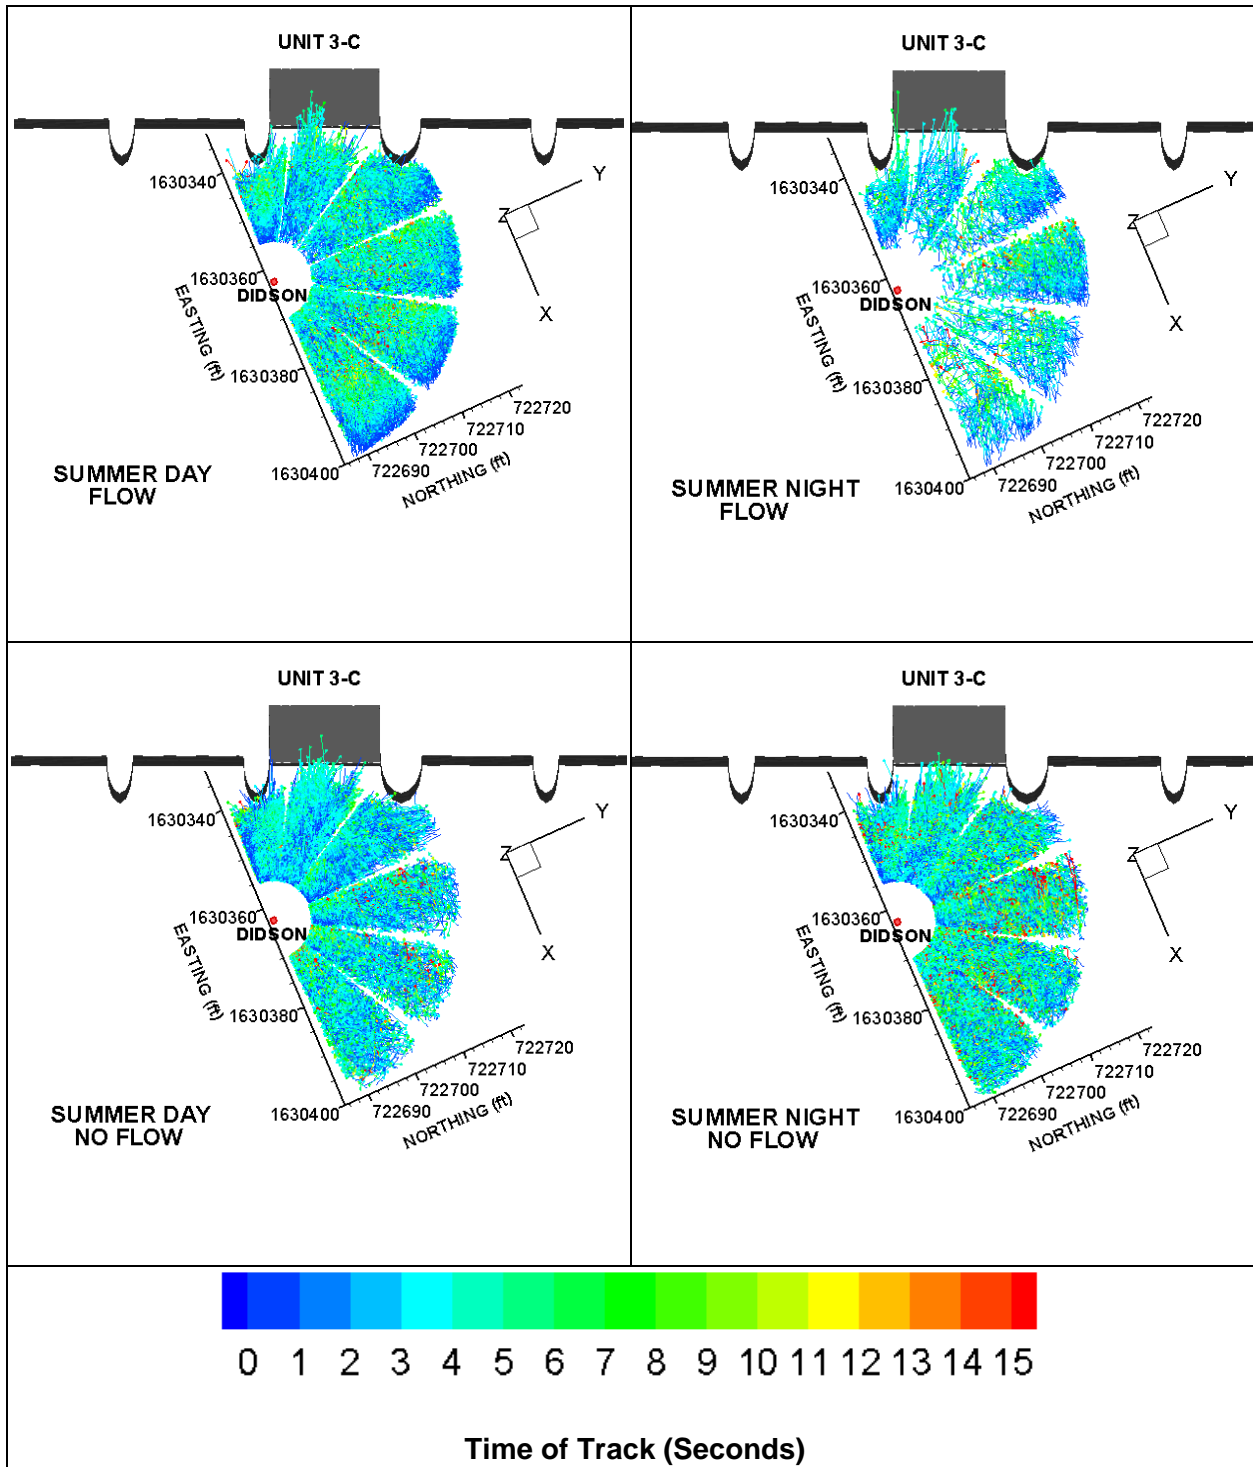 UNIT 3-C
1630340
Y
Z
1630360
DIDSON
X
EASTING (ft)
1630380
722720
722710
722700
722690
1630400
NORTHING (ft)
SUMMER DAY
FLOW
UNIT 3-C
1630340
Y
Z
1630360
DIDSON
X
EASTING (ft)
1630380
722720
722710
722700
722690
1630400
NORTHING (ft)
SUMMER NIGHT
FLOW
UNIT 3-C
1630340
Y
Z
1630360
DIDSON
X
EASTING (ft)
1630380
722720
722710
722700
722690
1630400
NORTHING (ft)
SUMMER DAY
NO FLOW
UNIT 3-C
1630340
Y
Z
1630360
DIDSON
X
EASTING (ft)
1630380
722720
722710
722700
722690
1630400
NORTHING (ft)
SUMMER NIGHT
NO FLOW
0 1 2 3 4 5 6 7 8 9 10 11 12 13 14 15
Time of Track (Seconds)